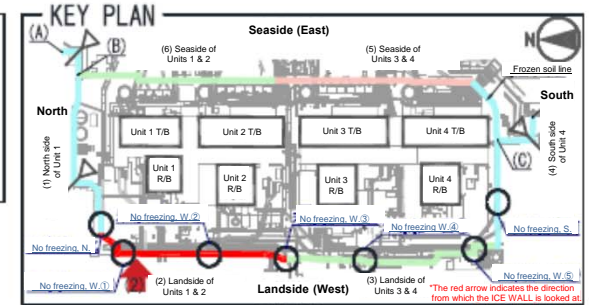 KEY PLAN
(A)
(B)
Seaside (East)
N
(6) Seaside of
Units 1 & 2
(5) Seaside of
Units 3 & 4
Frozen soil line
North
South
(1) North side
of Unit 1
(4) South side
of Unit 4
Unit 1 T/B
Unit 2 T/B
Unit 3 T/B
Unit 4 T/B
(C)
Unit 1
R/B
Unit 2
R/B
Unit 3
R/B
Unit 4
R/B
No freezing, W.②
No freezing, W.③
No freezing, W.④
No freezing, S.
No freezing, N.
No freezing, W.①
No freezing, W.⑤
(2)
(2) Landside of
Units 1 & 2
Landside (West)
(3) Landside of
Units 3 & 4
*The red arrow indicates the direction
from which the ICE WALL is looked at.